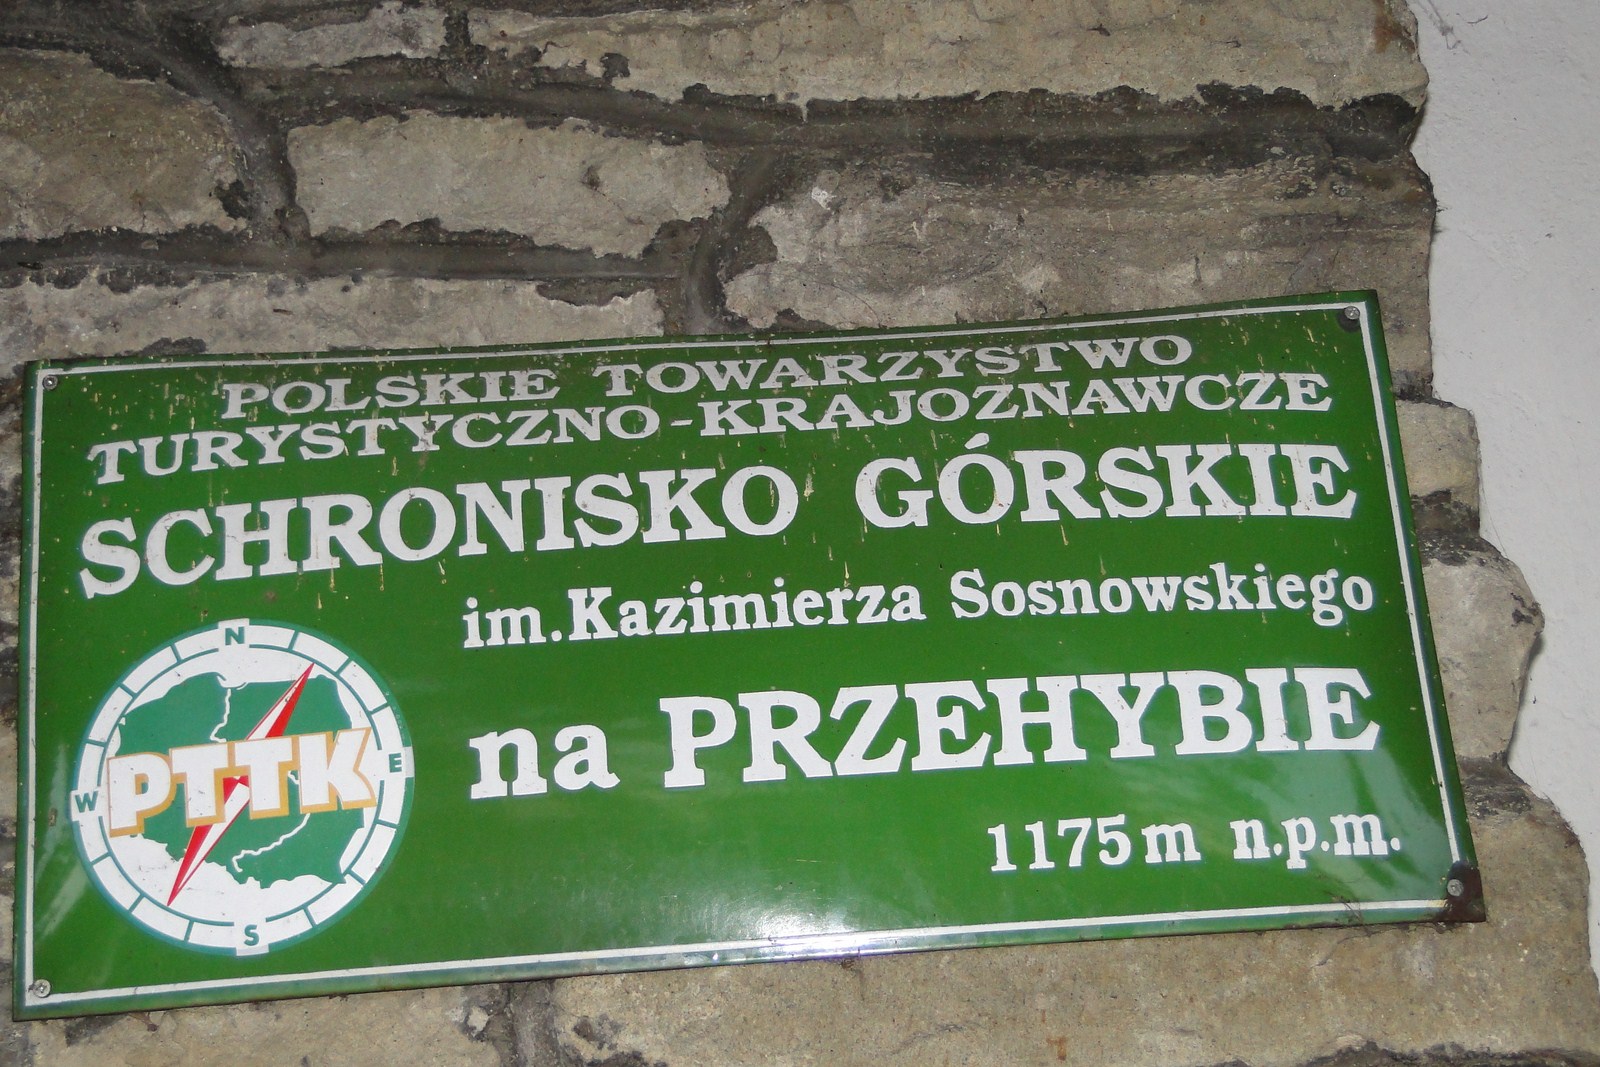 POLSKIE TOWARZYSTWO
TURYSTYCZNO-KRAJOZNAWCZE
SCHRONISKO GÓRSKIE
im.Kazimierza Sosnowskiego
na PRZEHYBIE
1175m n.p.m.
N
W PTTK E
S